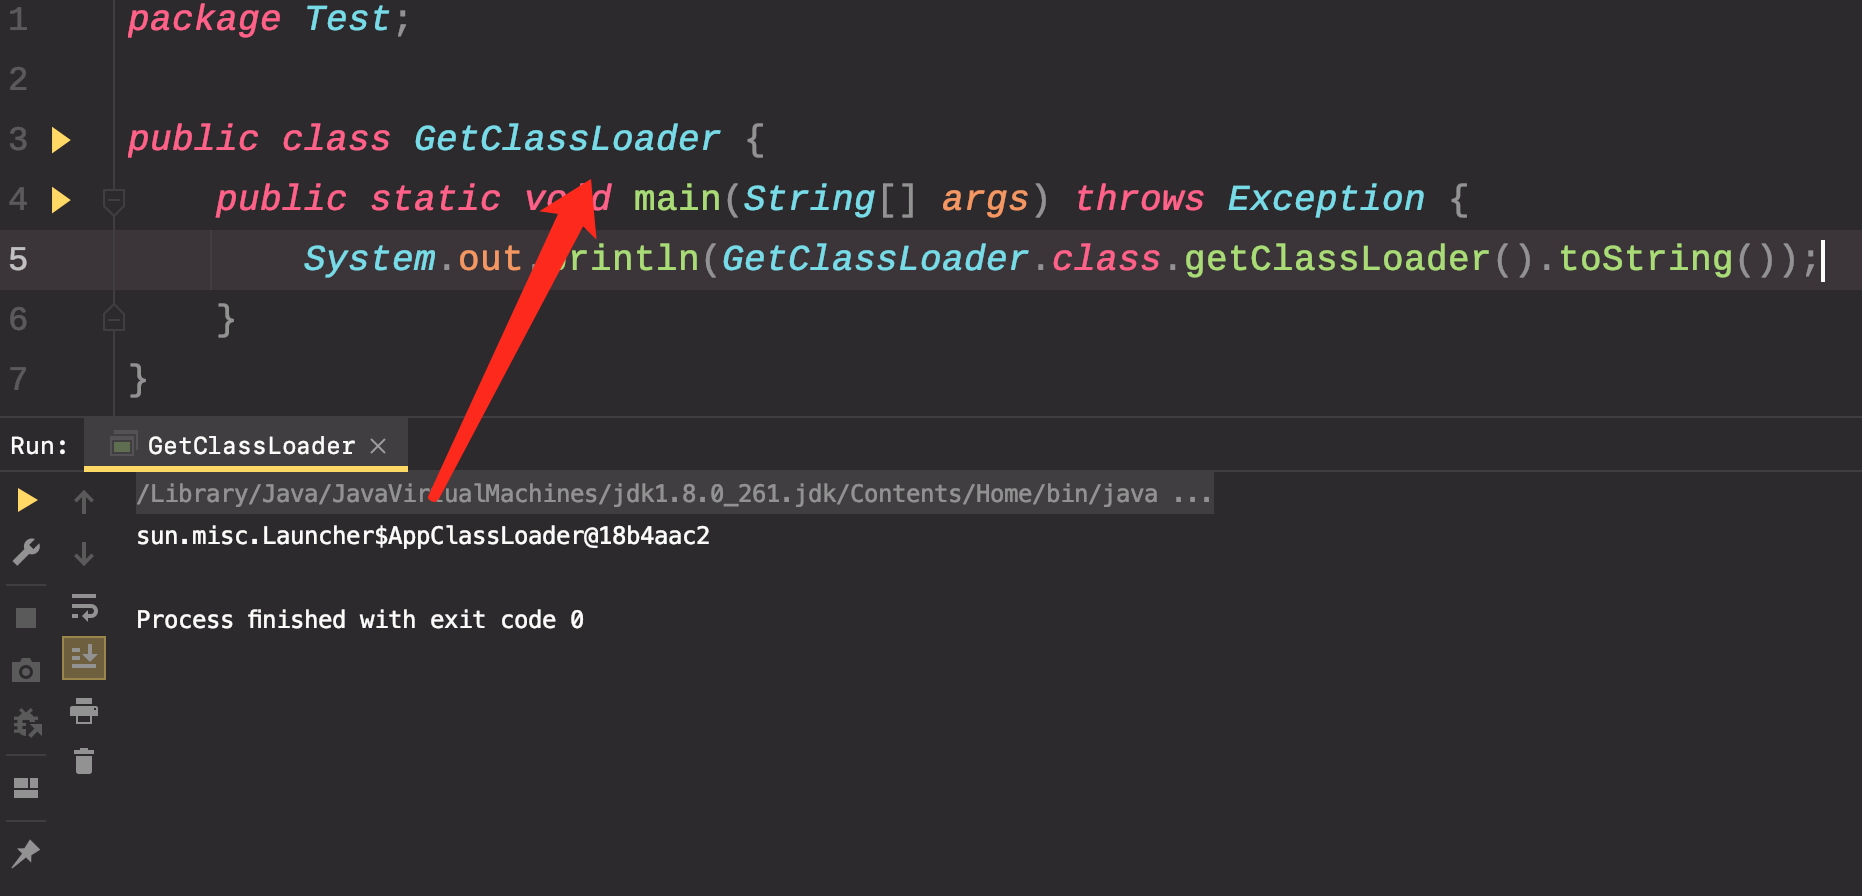 1 package Test;
2
3 public class GetClassLoader {
4 public static void main(String[] args) throws Exception {
5 System.out.println(GetClassLoader.class.getClassLoader().toString());
6 }
7 }
Run: GetClassLoader
/Library/Java/JavaVirtualMachines/jdk1.8.0_261.jdk/Contents/Home/bin/java ...
sun.misc.Launcher$AppClassLoader@18b4aac2
Process finished with exit code 0